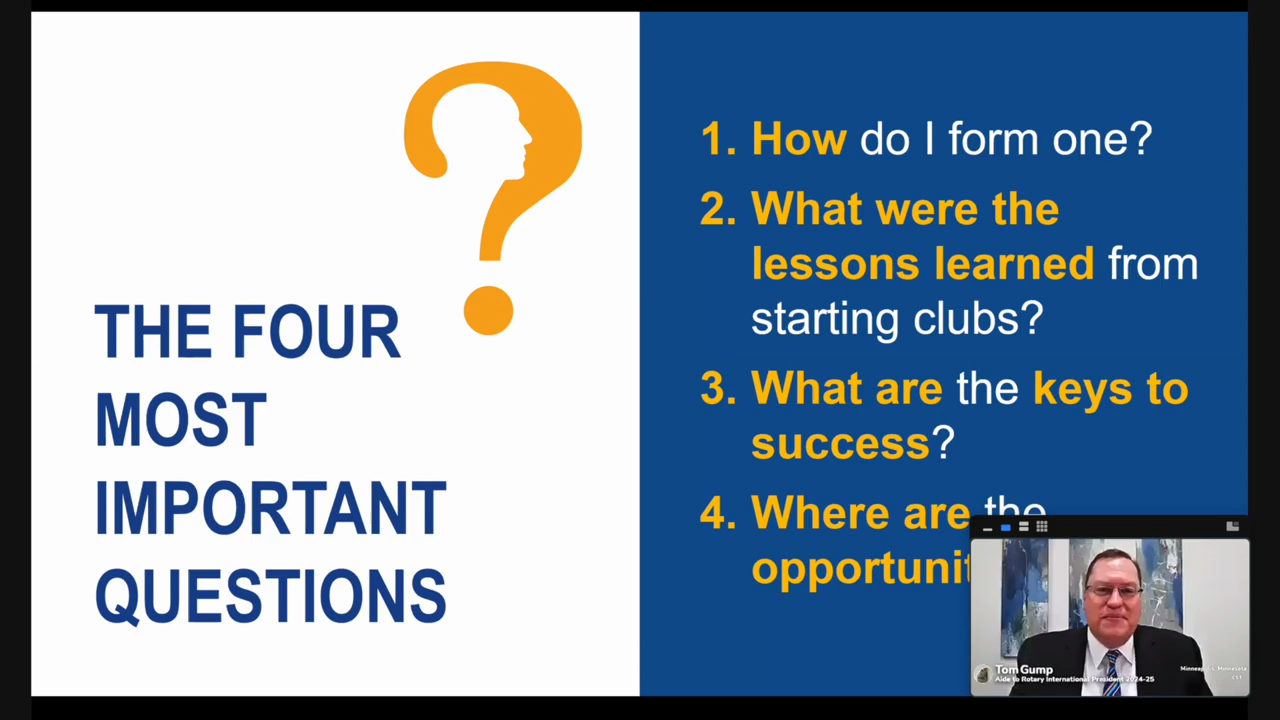 THE FOUR
MOST
IMPORTANT
QUESTIONS
1. How do I form one?
2. What were the
lessons learned from
starting clubs?
3. What are the keys to
success?
4. Where are the
Tom Gump
Aide to Rotary International President 2024-25
CST